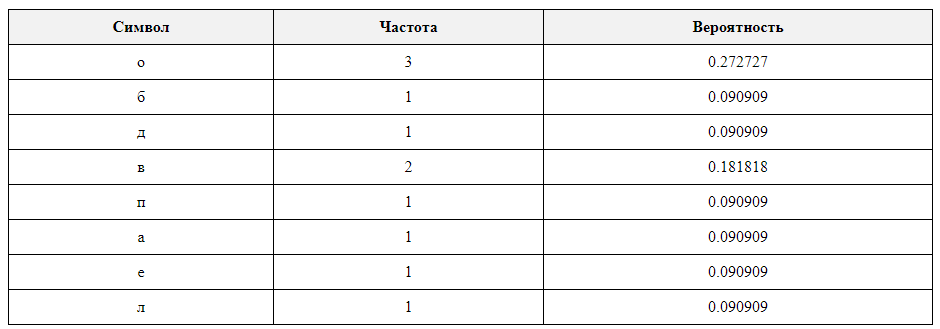 Символ Частота Вероятность
о 3 0.272727
б 1 0.090909
д 1 0.090909
в 2 0.181818
п 1 0.090909
а 1 0.090909
е 1 0.090909
л 1 0.090909